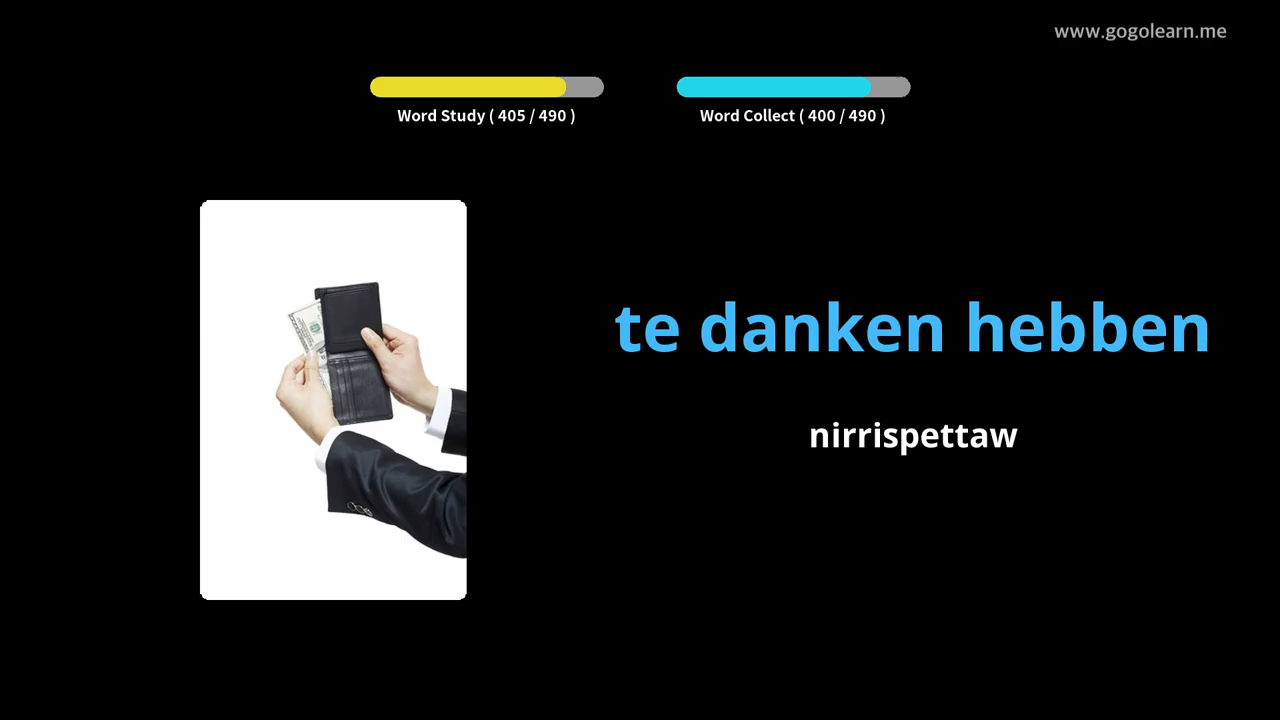 www.gogolearn.me
Word Study ( 405 / 490 )
Word Collect ( 400 / 490 )
te danken hebben
nirrispettaw